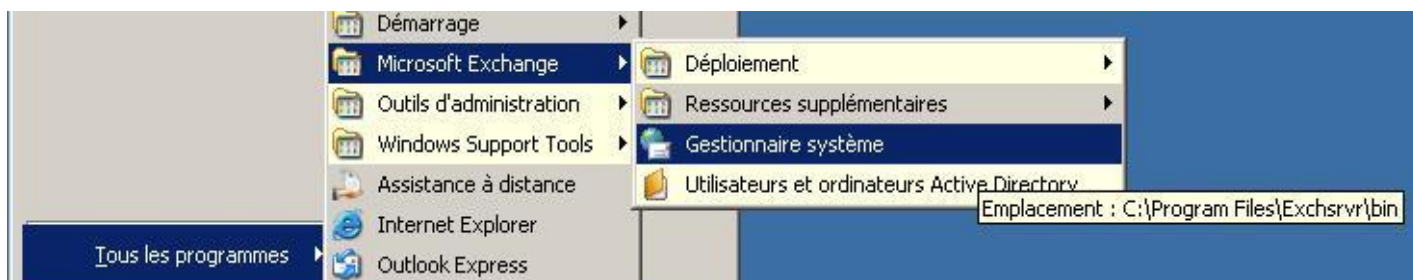 Démarrage
Microsoft Exchange
Déploiement
Outils d'administration
Ressources supplémentaires
Windows Support Tools
Gestionnaire système
Assistance à distance
Utilisateurs et ordinateurs Active Directory
Emplacement : C:\Program Files\Exchsrvr\bin
Internet Explorer
Tous les programmes
Outlook Express